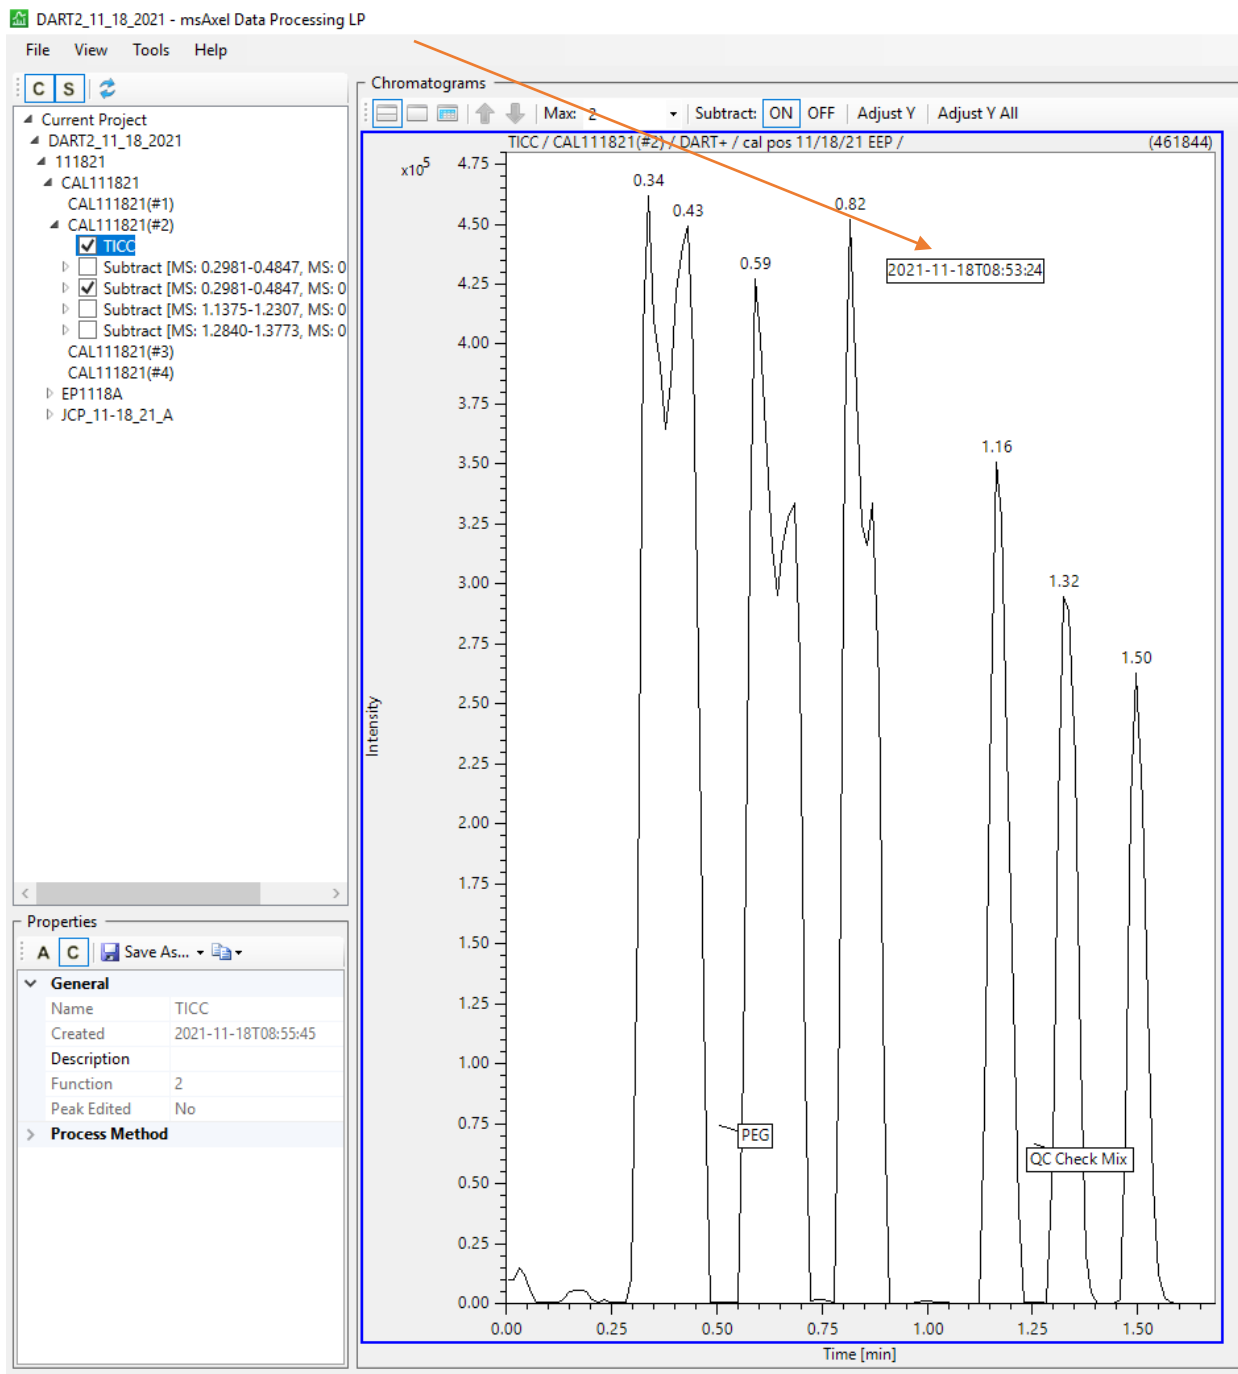 DART2_11_18_2021 - msAxel Data Processing LP
File View Tools Help
C S
Current Project
DART2_11_18_2021
111821
CAL111821
CAL111821(#1)
CAL111821(#2)
TICC
Subtract [MS: 0.2981-0.4847, MS: 0
Subtract [MS: 0.2981-0.4847, MS: 0
Subtract [MS: 1.1375-1.2307, MS: 0
Subtract [MS: 1.2840-1.3773, MS: 0
CAL111821(#3)
CAL111821(#4)
EP1118A
JCP_11-18_21_A
Properties
A C Save As...
General
Name TICC
Created 2021-11-18T08:55:45
Description
Function 2
Peak Edited No
Process Method
Chromatograms
Max: 2 Subtract: ON OFF Adjust Y Adjust Y All
TICC / CAL111821(#2) / DART+ / cal pos 11/18/21 EEP / (461844)
x10^5
4.75
4.50
4.25
4.00
3.75
3.50
3.25
3.00
2.75
2.50
2.25
2.00
1.75
1.50
1.25
1.00
0.75
0.50
0.25
0.00
Intensity
0.34
0.43
0.59
0.82
2021-11-18T08:53:24
1.16
1.32
1.50
PEG
QC Check Mix
0.00 0.25 0.50 0.75 1.00 1.25 1.50
Time [min]